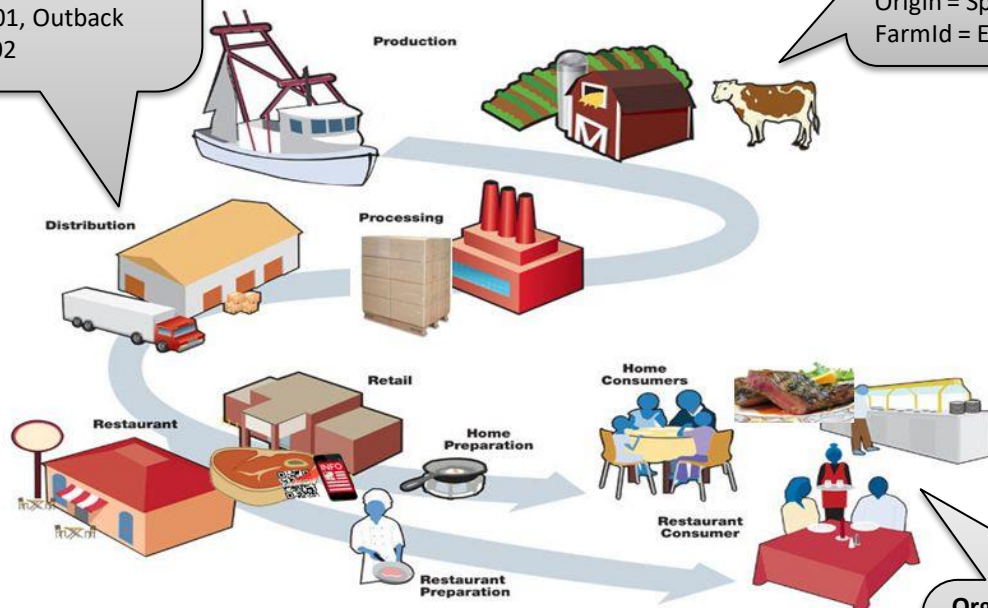 01, Outback
02
Origin = Sp
FarmId = E
Production
Distribution
Processing
Retail
Restaurant
INFO
Home
Preparation
Home
Consumers
Restaurant
Consumer
Restaurant
Preparation